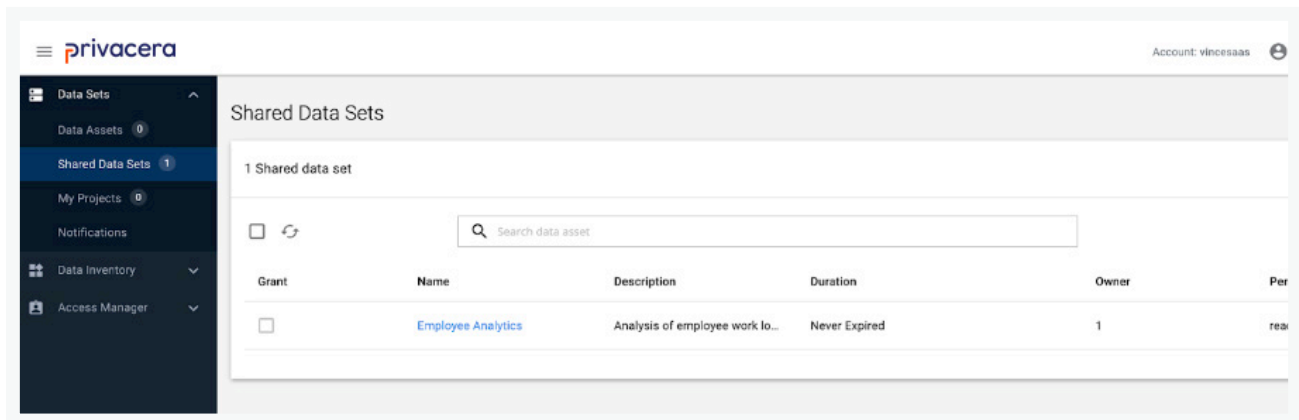 privacera
Account: vincesaas
Data Sets
Data Assets 0
Shared Data Sets 1
My Projects 0
Notifications
Data Inventory
Access Manager
Shared Data Sets
1 Shared data set
Search data asset
Grant Name Description Duration Owner Per
Employee Analytics Analysis of employee work lo... Never Expired 1 read